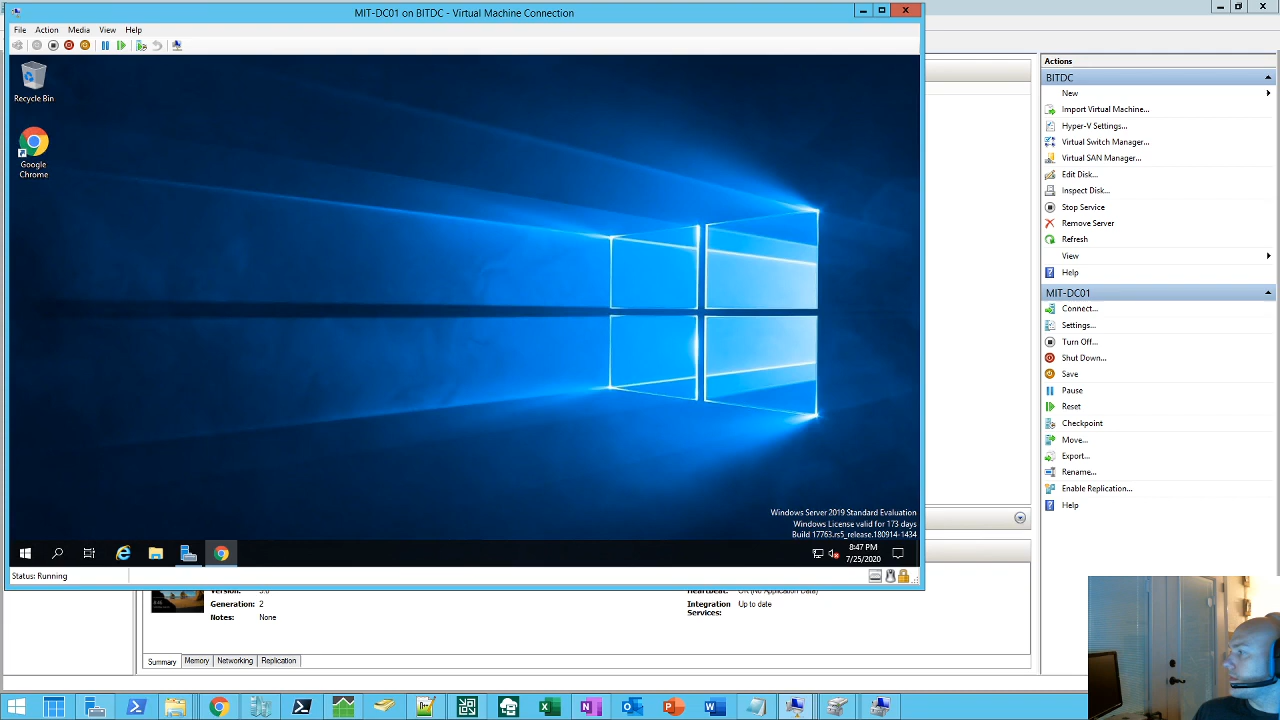 MIT-DC01 on BITDC - Virtual Machine Connection
File Action Media View Help
Recycle Bin
Google
Chrome
Windows Server 2019 Standard Evaluation
Windows License valid for 173 days
Build 17763.rs5_release.180914-1434
8:47 PM
7/25/2020
Status: Running
Generation: 2
Notes: None
Heartbeat: OK (No Application Data)
Integration Up to date
Services:
Summary Memory Networking Replication
Actions
BITDC
New
Import Virtual Machine...
Hyper-V Settings...
Virtual Switch Manager...
Virtual SAN Manager...
Edit Disk...
Inspect Disk...
Stop Service
Remove Server
Refresh
View
Help
MIT-DC01
Connect...
Settings...
Turn Off...
Shut Down...
Save
Pause
Reset
Checkpoint
Move...
Export...
Rename...
Enable Replication...
Help